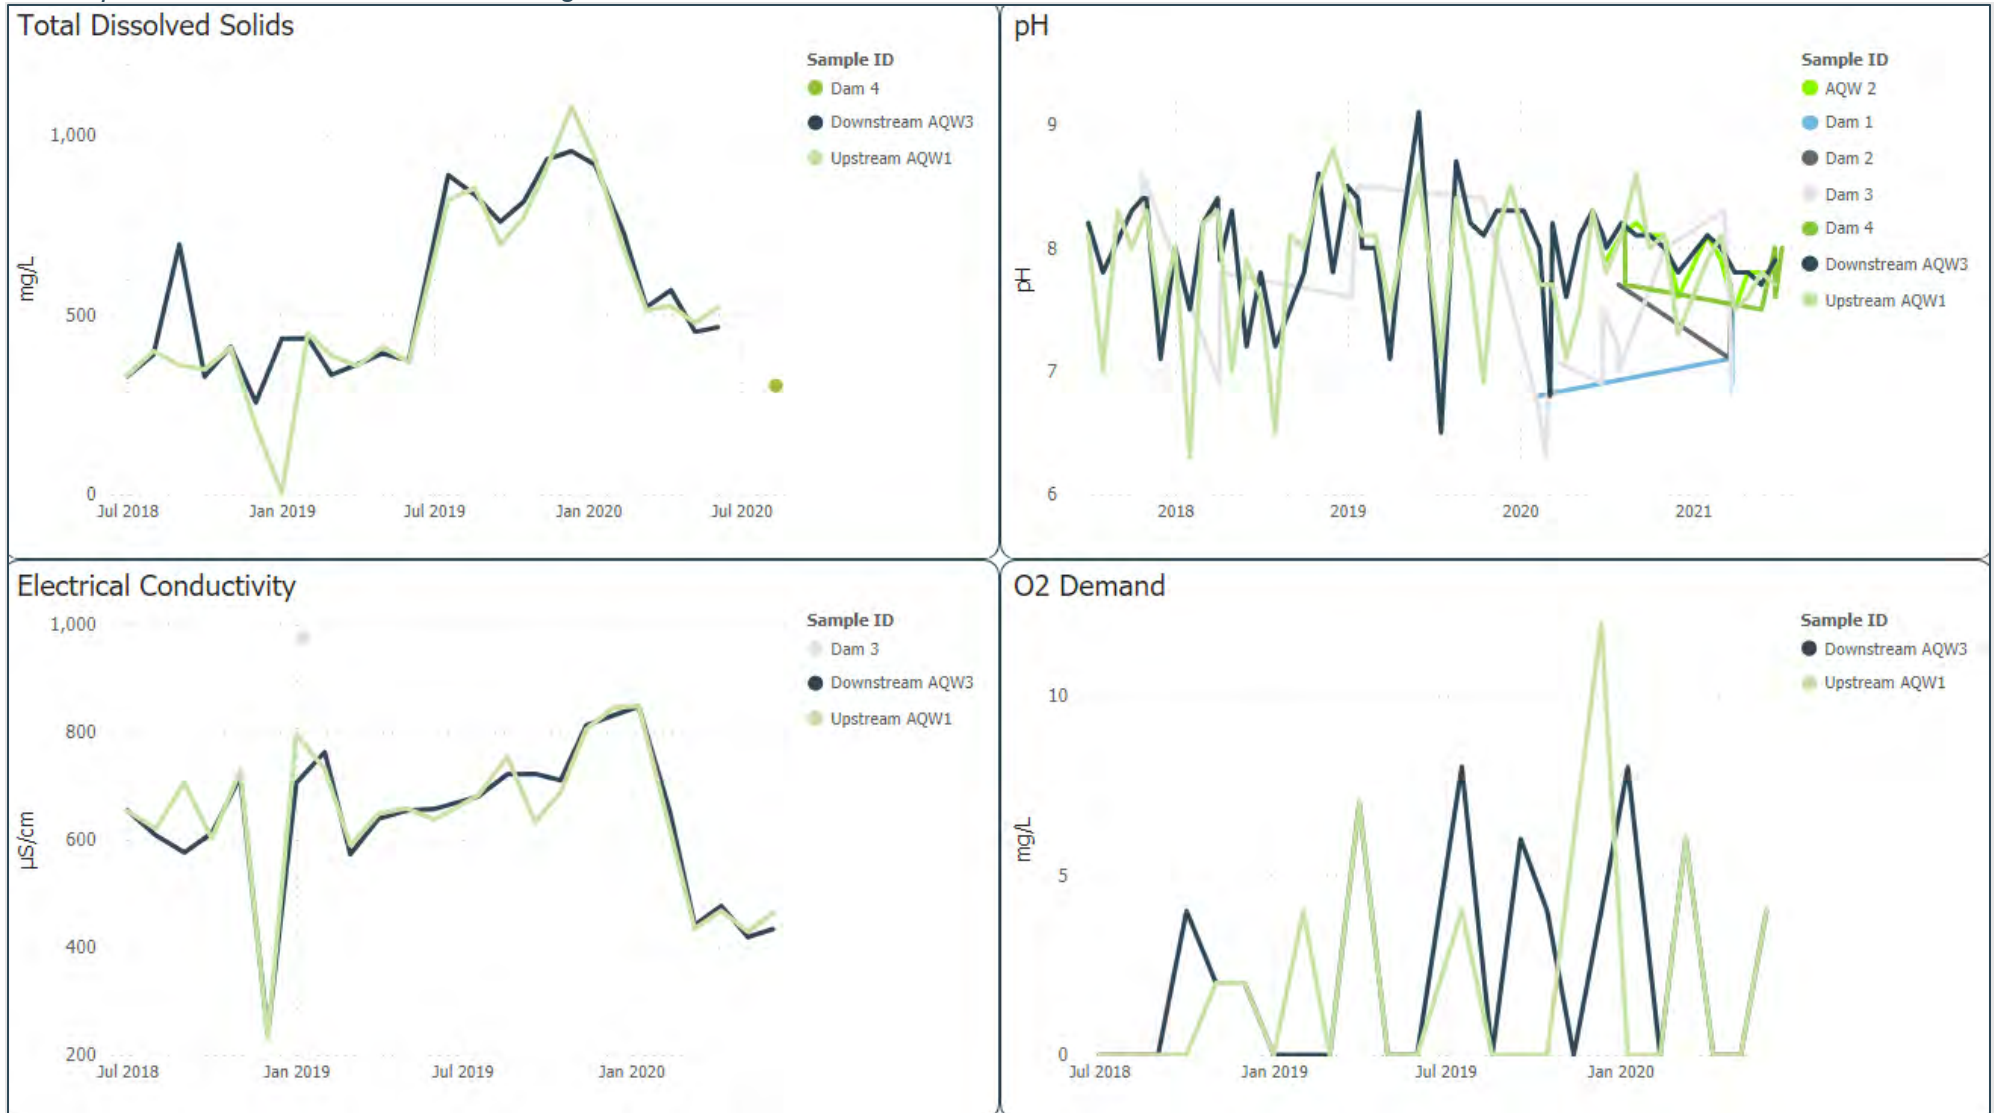 Total Dissolved Solids
Sample ID
Dam 4
Downstream AQW3
Upstream AQW1
mg/L
1,000
500
0
Jul 2018
Jan 2019
Jul 2019
Jan 2020
Jul 2020
pH
Sample ID
AQW 2
Dam 1
Dam 2
Dam 3
Dam 4
Downstream AQW3
Upstream AQW1
pH
9
8
7
6
2018
2019
2020
2021
Electrical Conductivity
Sample ID
Dam 3
Downstream AQW3
Upstream AQW1
µS/cm
1,000
800
600
400
200
Jul 2018
Jan 2019
Jul 2019
Jan 2020
O2 Demand
Sample ID
Downstream AQW3
Upstream AQW1
mg/L
10
5
0
Jul 2018
Jan 2019
Jul 2019
Jan 2020